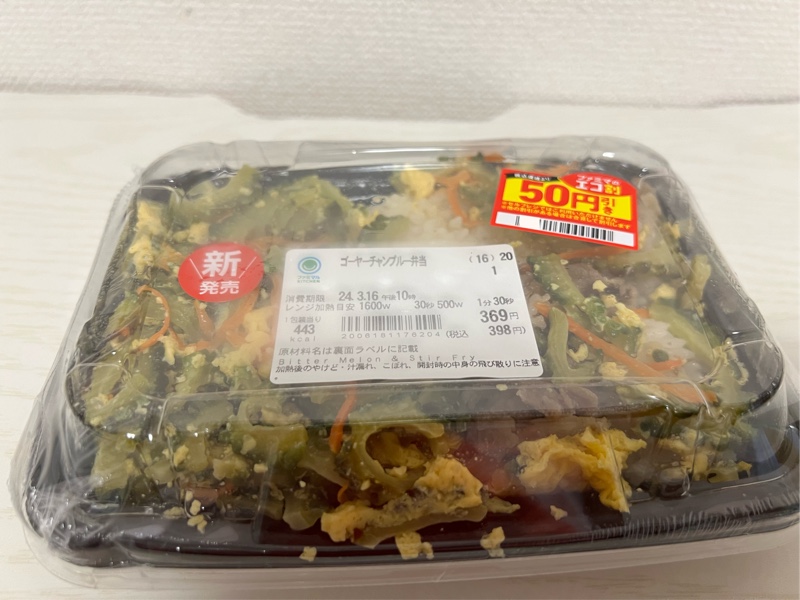 ファミマの
エコ割
50円引き
新
発売
ゴーヤーチャンプルー弁当
(16) 20
1
消費期限 24. 3.16 午後10時
レンジ加熱目安 1600W 30秒 500W 1分30秒
1包装当り
443
kcal
369円
2006181176204 (税込 398円)
原材料名は裏面ラベルに記載
Bitter Melon & Stir Fry
加熱後のやけど・汁漏れ、こぼれ、開封時の中身の飛び散りに注意